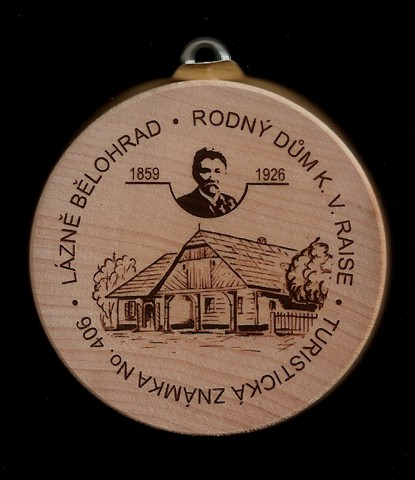 LÁZNĚ BĚLOHRAD • RODNÝ DŮM K. V. RAISE • TURISTICKÁ ZNÁMKA No. 406 •
1859 1926